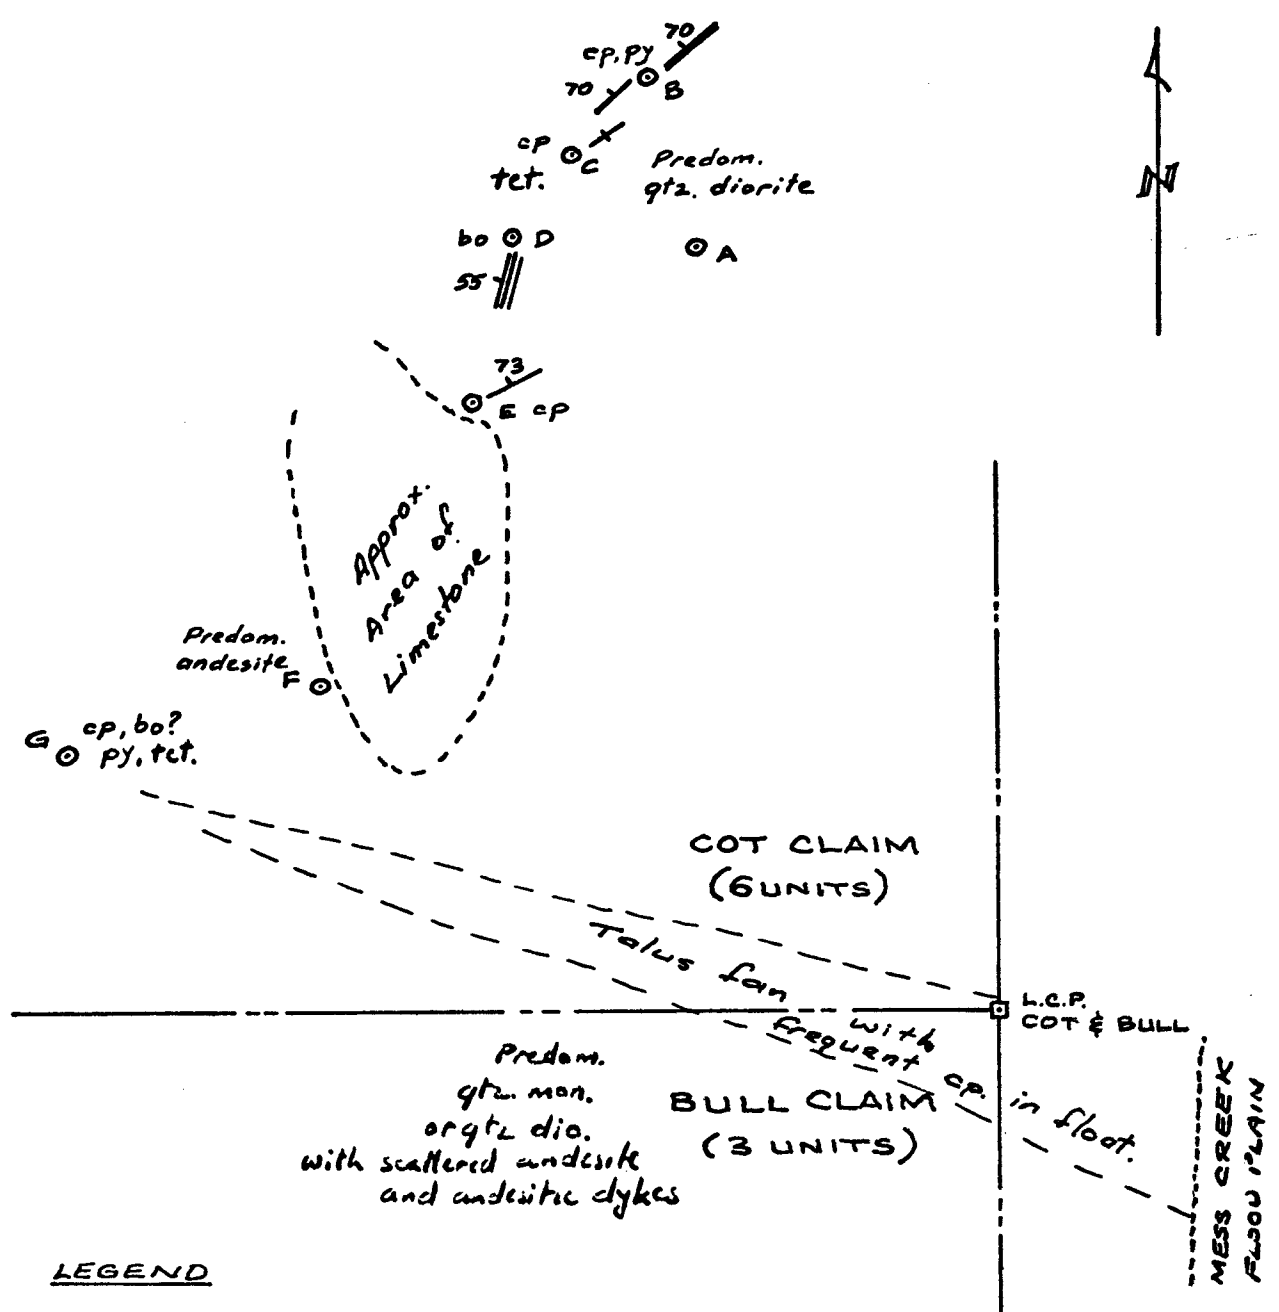 70
cp, py
B
70
cp
C
tet.
Predom.
qtz. diorite
N
bo
D
A
55
73
E cp
Approx.
Area of
Limestone
Predom.
andesite
F
G
cp, bo?
py, tet.
COT CLAIM
(6 UNITS)
Talus fan with
frequent cp. in float.
L.C.P.
COT & BULL
Predom.
qtz. mon.
or qtz dio.
with scattered andesite
and andesitic dykes
BULL CLAIM
(3 UNITS)
MESS CREEK
FLOOD PLAIN
LEGEND